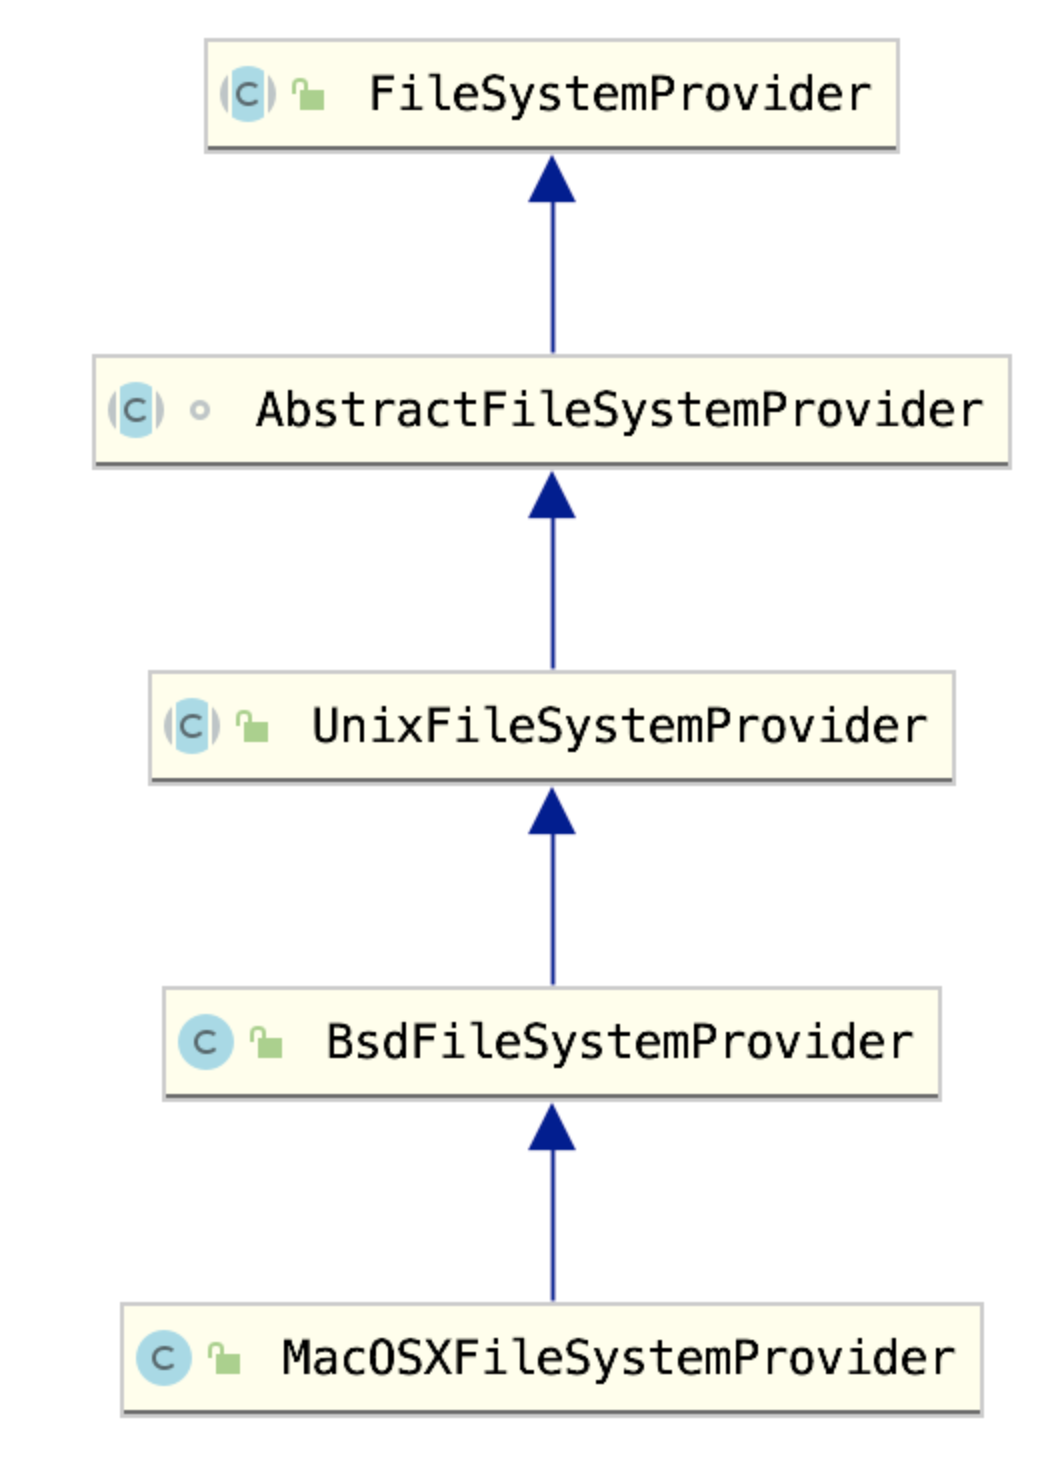 C FileSystemProvider
C AbstractFileSystemProvider
C UnixFileSystemProvider
C BsdFileSystemProvider
C MacOSXFileSystemProvider